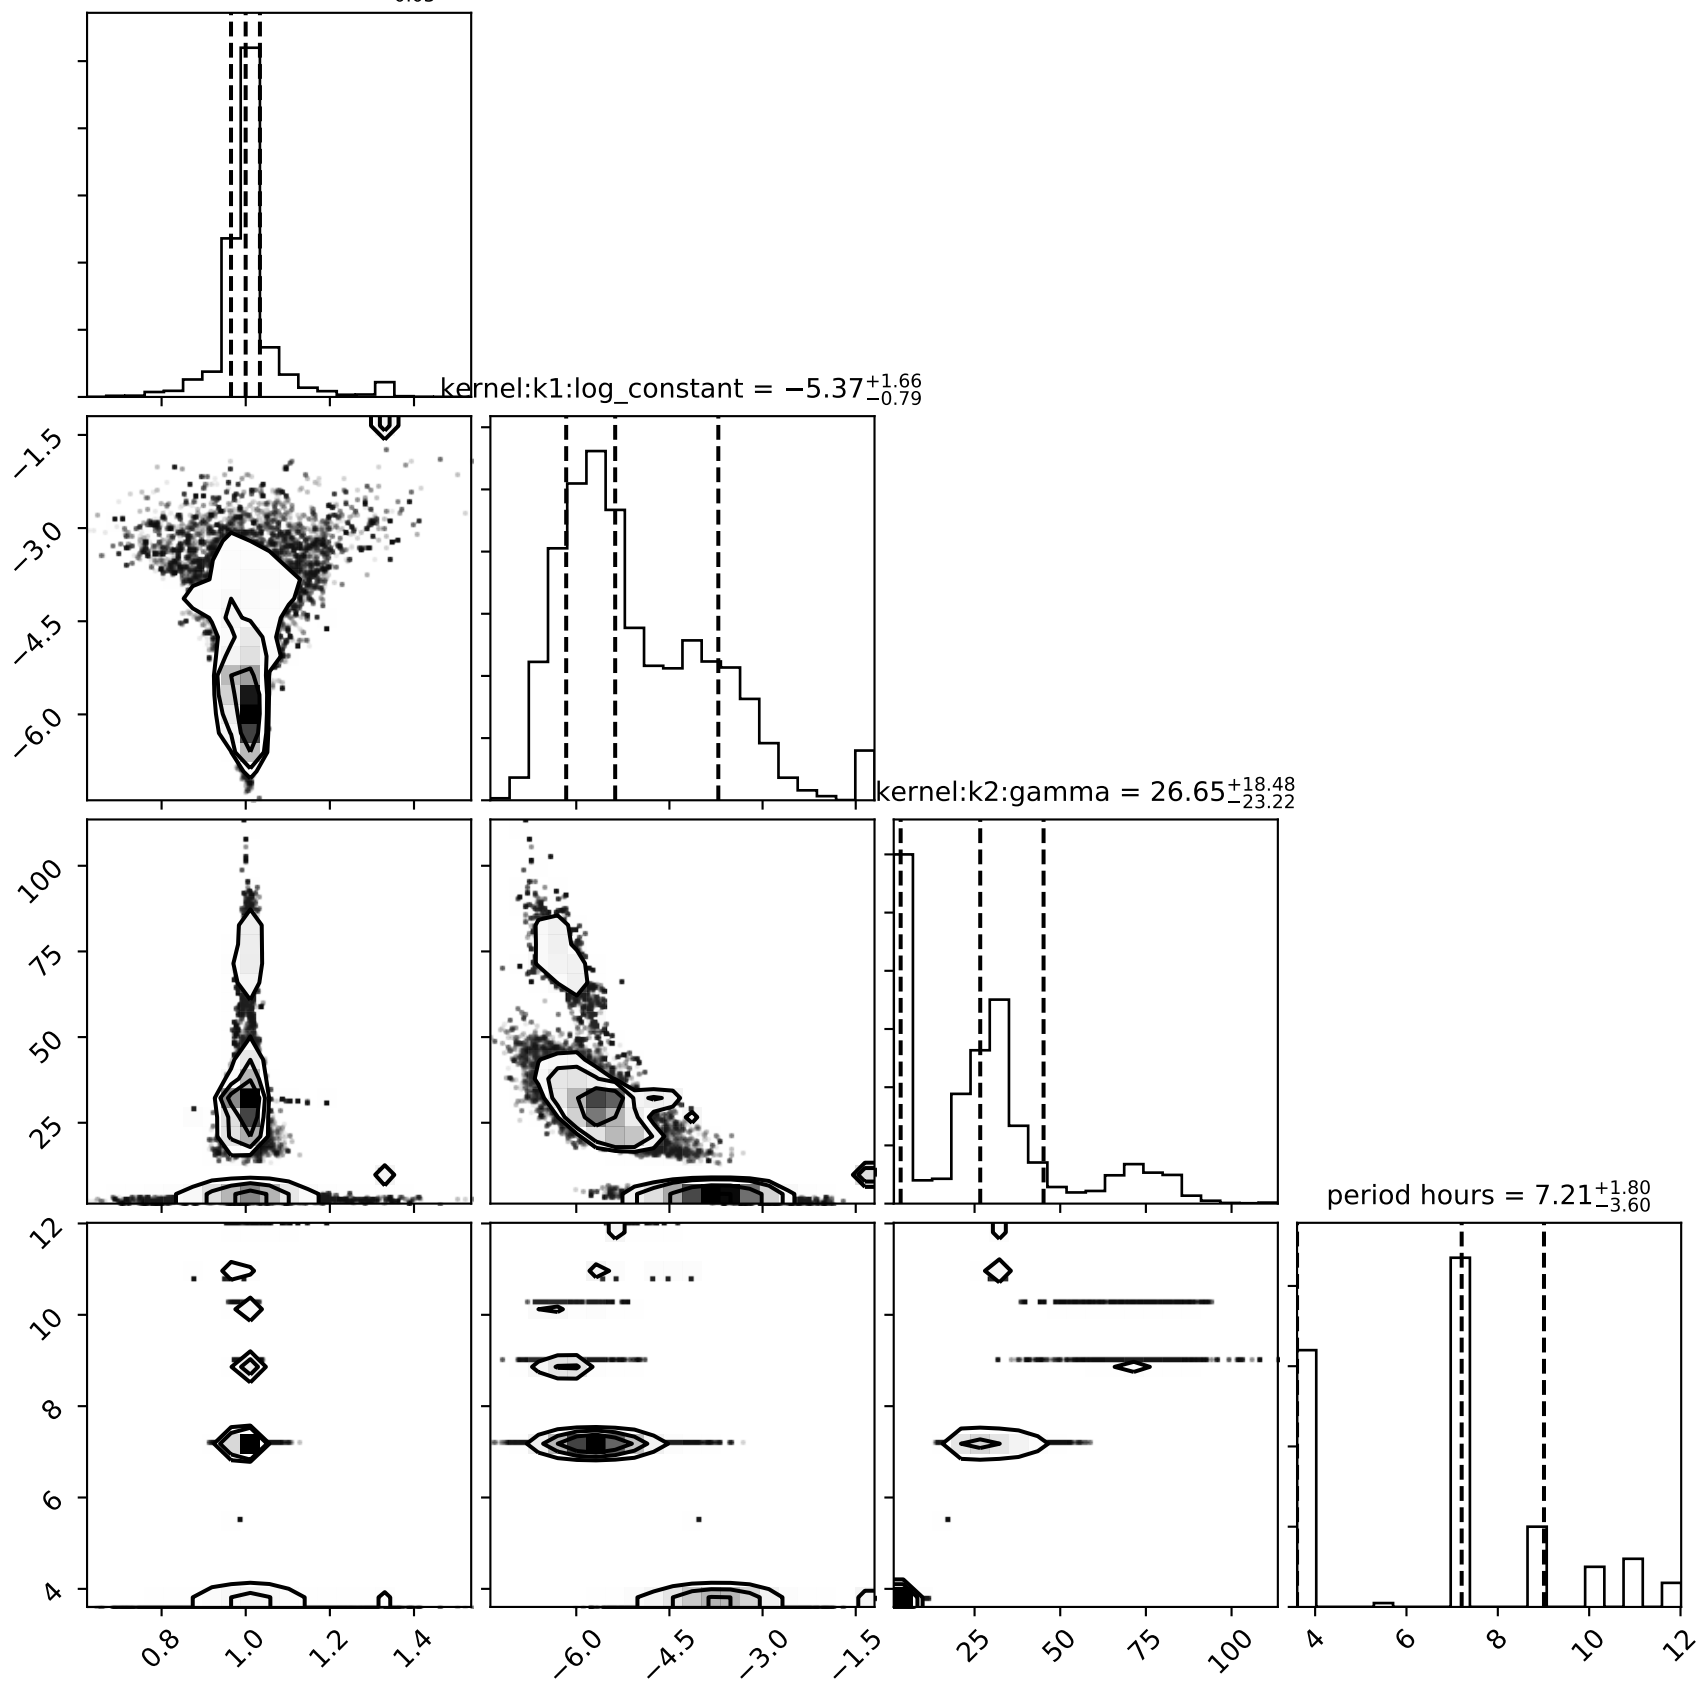 kernel:k1:log_constant = −5.37+1.66−0.79
−1.5
−3.0
−4.5
−6.0
kernel:k2:gamma = 26.65+18.48−23.22
100
75
50
25
period hours = 7.21+1.80−3.60
12
10
8
6
4
0.8 1.0 1.2 1.4
−6.0 −4.5 −3.0 −1.5
25 50 75 100
4 6 8 10 12